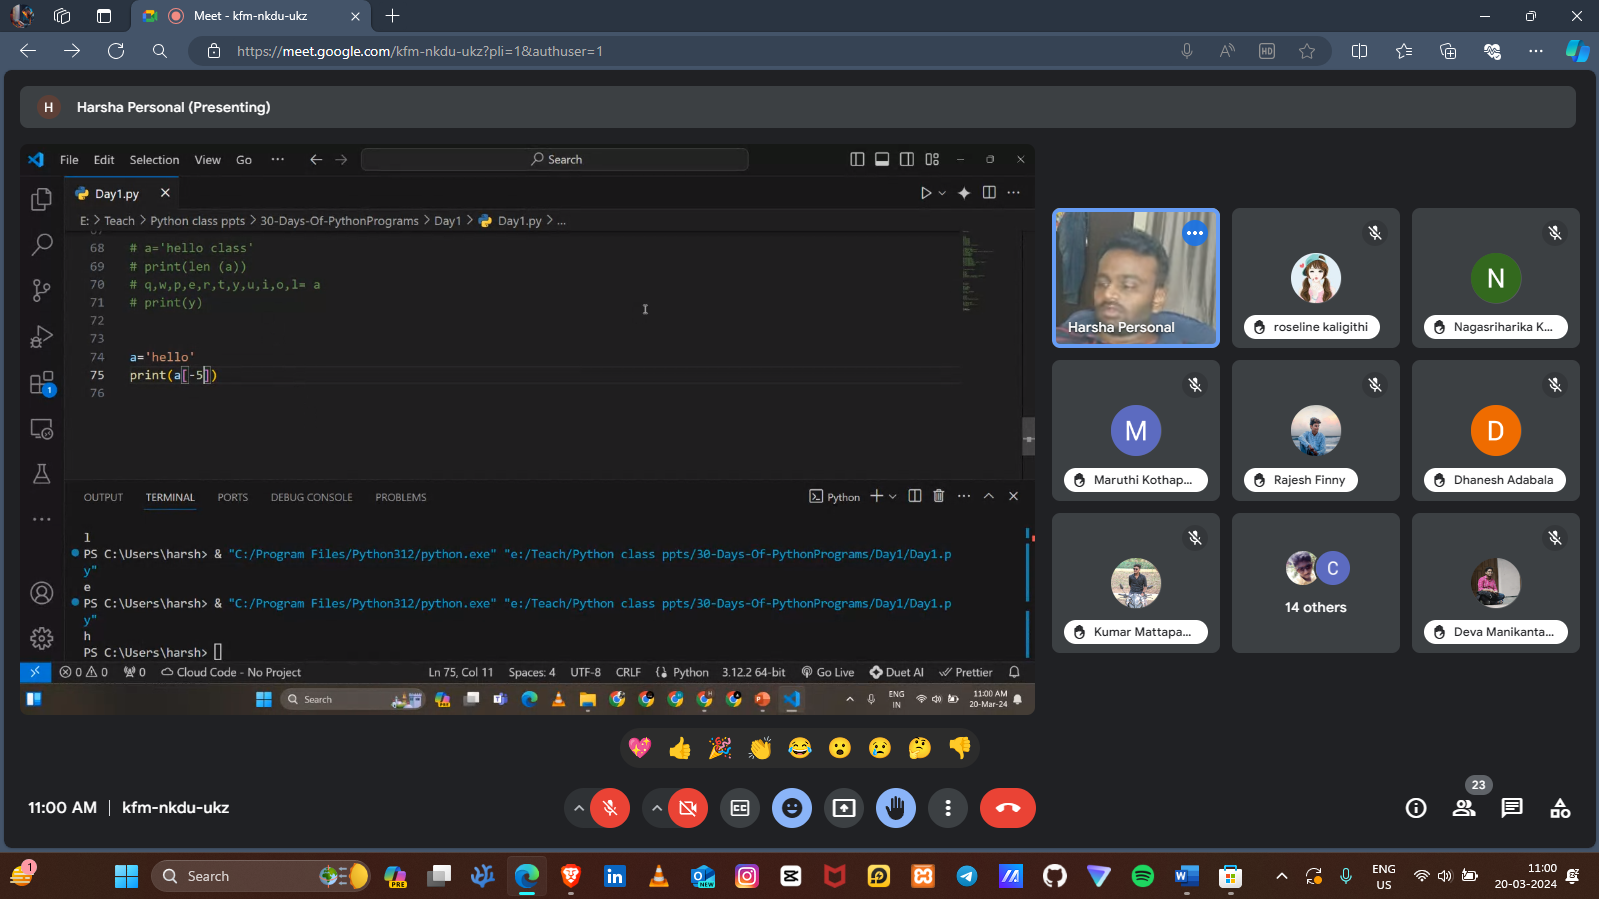 Meet - kfm-nkdu-ukz
https://meet.google.com/kfm-nkdu-ukz?pli=1&authuser=1
H Harsha Personal (Presenting)
File Edit Selection View Go Search
Day1.py
E: > Teach > Python class ppts > 30-Days-Of-PythonPrograms > Day1 > Day1.py > ...
68 # a='hello class'
69 # print(len (a))
70 # q,w,p,e,r,t,y,u,i,o,l= a
71 # print(y)
72
73
74 a='hello'
75 print(a[-5])
76
OUTPUT TERMINAL PORTS DEBUG CONSOLE PROBLEMS Python
l
PS C:\Users\harsh> & "C:/Program Files/Python312/python.exe" "e:/Teach/Python class ppts/30-Days-Of-PythonPrograms/Day1/Day1.p
y"
e
PS C:\Users\harsh> & "C:/Program Files/Python312/python.exe" "e:/Teach/Python class ppts/30-Days-Of-PythonPrograms/Day1/Day1.p
y"
h
PS C:\Users\harsh>
0 0 0 Cloud Code - No Project Ln 75, Col 11 Spaces: 4 UTF-8 CRLF Python 3.12.2 64-bit Go Live Duet AI Prettier
Search ENG IN 11:00 AM 20-Mar-24
Harsha Personal
roseline kaligithi
N
Nagasriharika K...
M
Maruthi Kothap...
Rajesh Finny
D
Dhanesh Adabala
Kumar Mattapa...
C
14 others
Deva Manikanta...
11:00 AM | kfm-nkdu-ukz
23
1 Search PRE NEW ENG US 11:00 20-03-2024